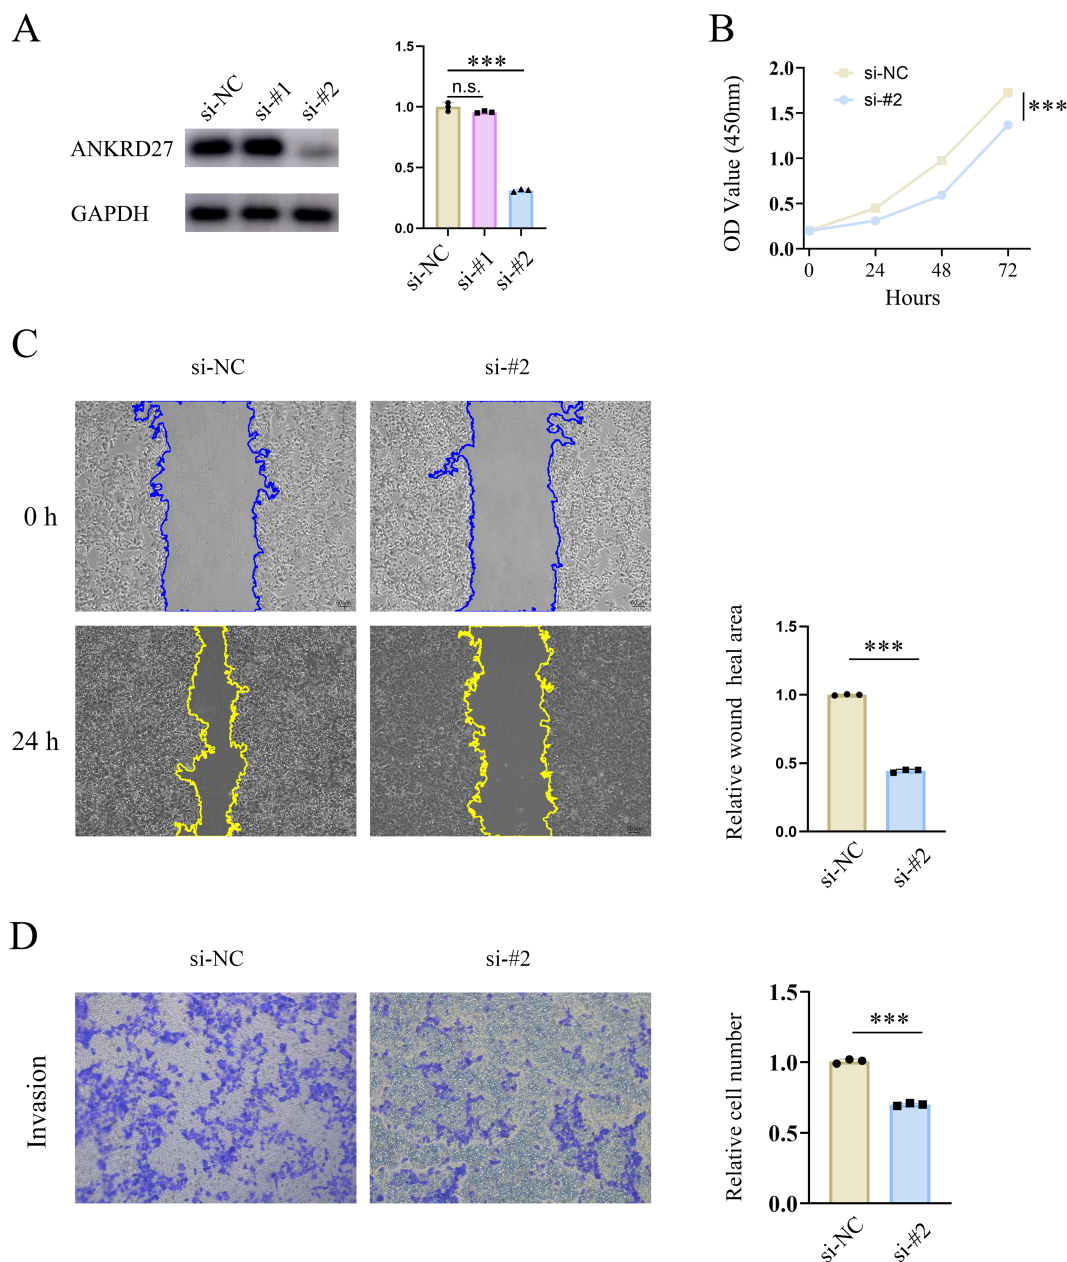 A
si-NC
si-#1
si-#2
ANKRD27
GAPDH
1.5
1.0
0.5
0.0
***
n.s.
si-NC
si-#1
si-#2
B
OD Value (450nm)
2.0
1.5
1.0
0.5
0.0
si-NC
si-#2
***
0
24
48
72
Hours
C
si-NC
si-#2
0 h
24 h
Relative wound heal area
1.5
1.0
0.5
0.0
***
si-NC
si-#2
D
si-NC
si-#2
Invasion
Relative cell number
1.5
1.0
0.5
0.0
***
si-NC
si-#2